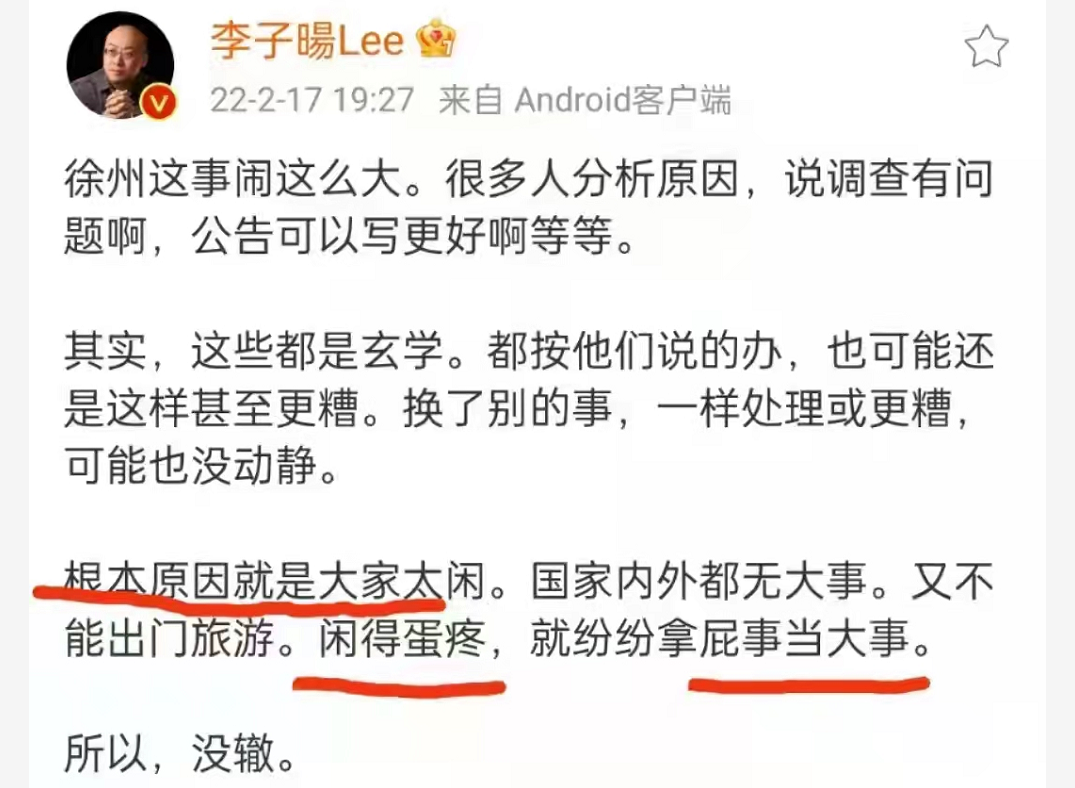 李子暘Lee
22-2-17 19:27 来自 Android客户端
徐州这事闹这么大。很多人分析原因，说调查有问
题啊，公告可以写更好啊等等。
其实，这些都是玄学。都按他们说的办，也可能还
是这样甚至更糟。换了别的事，一样处理或更糟，
可能也没动静。
根本原因就是大家太闲。国家内外都无大事。又不
能出门旅游。闲得蛋疼，就纷纷拿屁事当大事。
所以，没辙。